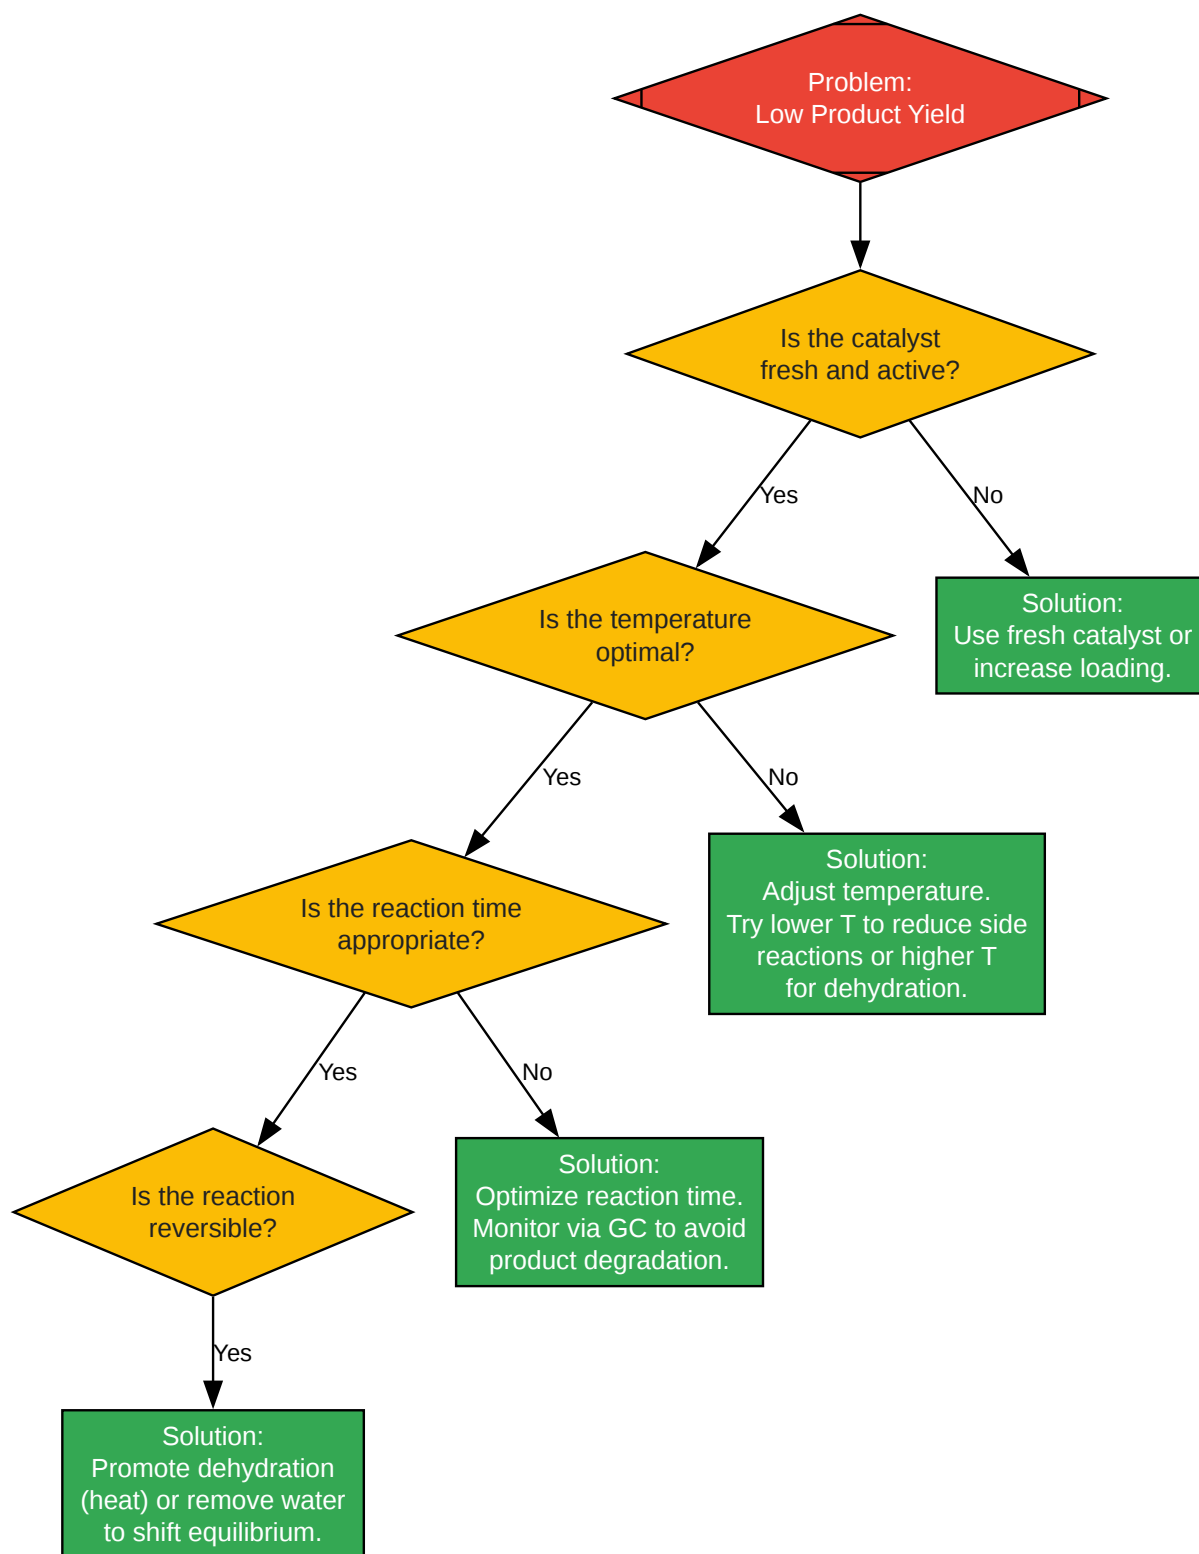 Problem:
Low Product Yield
Is the catalyst
fresh and active?
Yes
No
Is the temperature
optimal?
Solution:
Use fresh catalyst or
increase loading.
Yes
No
Is the reaction time
appropriate?
Solution:
Adjust temperature.
Try lower T to reduce side
reactions or higher T
for dehydration.
Yes
No
Is the reaction
reversible?
Solution:
Optimize reaction time.
Monitor via GC to avoid
product degradation.
Yes
Solution:
Promote dehydration
(heat) or remove water
to shift equilibrium.